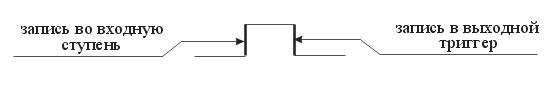 запись во входную
ступень
запись в выходной
триггер